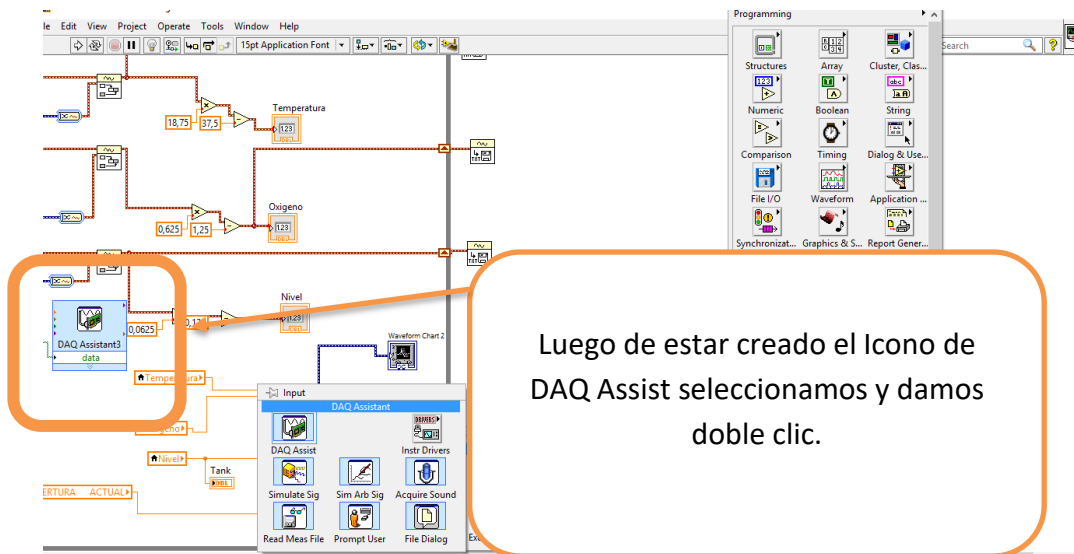 le Edit View Project Operate Tools Window Help
15pt Application Font
Search
Programming
Structures Array Cluster, Clas...
Numeric Boolean String
Comparison Timing Dialog & Use...
File I/O Waveform Application ...
Synchronizat... Graphics & S... Report Gener...
Temperatura
18,75 37,5
123
Oxigeno
0,625 1,25
123
Nivel
0,0625
123
DAQ Assistant3
data
Waveform Chart 2
Temperatura
geno
Nivel
Tank
DBL
ERTURA ACTUAL
Input
DAQ Assistant
DAQ Assist Instr Drivers
Simulate Sig Sim Arb Sig Acquire Sound
Read Meas File Prompt User File Dialog
Luego de estar creado el Icono de
DAQ Assist seleccionamos y damos
doble clic.